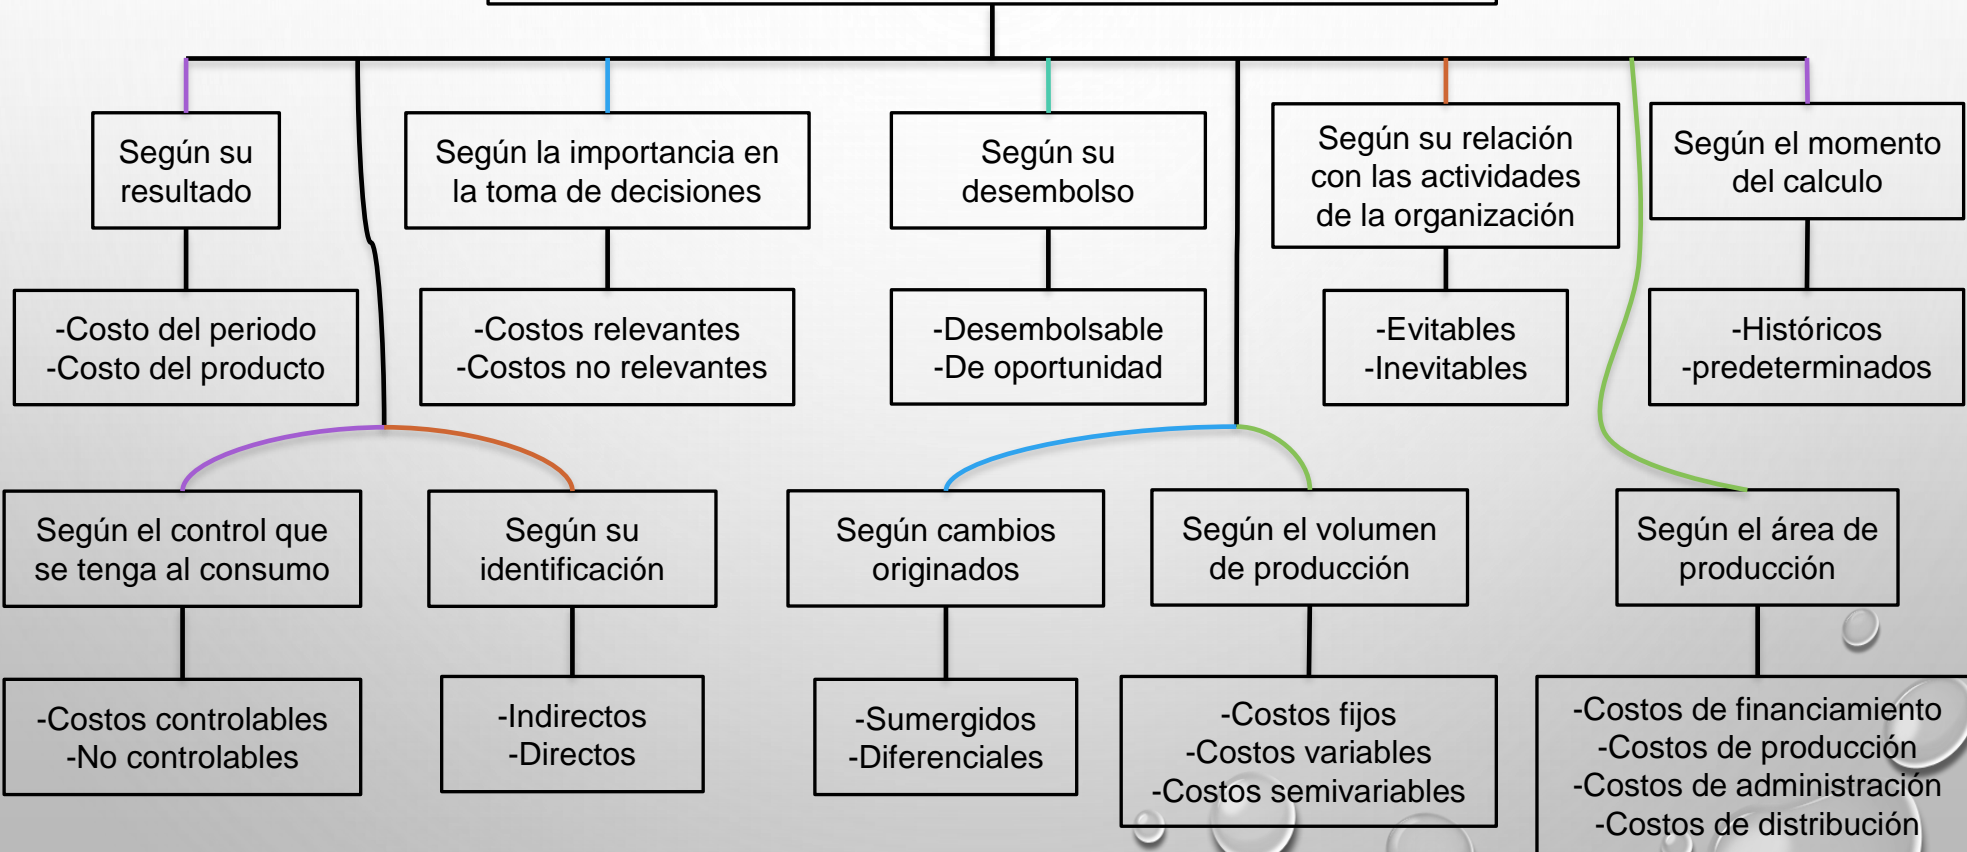 Según su
resultado
Según la importancia en
la toma de decisiones
Según su
desembolso
Según su relación
con las actividades
de la organización
Según el momento
del calculo
-Costo del periodo
-Costo del producto
-Costos relevantes
-Costos no relevantes
-Desembolsable
-De oportunidad
-Evitables
-Inevitables
-Históricos
-predeterminados
Según el control que
se tenga al consumo
Según su
identificación
Según cambios
originados
Según el volumen
de producción
Según el área de
producción
-Costos controlables
-No controlables
-Indirectos
-Directos
-Sumergidos
-Diferenciales
-Costos fijos
-Costos variables
-Costos semivariables
-Costos de financiamiento
-Costos de producción
-Costos de administración
-Costos de distribución